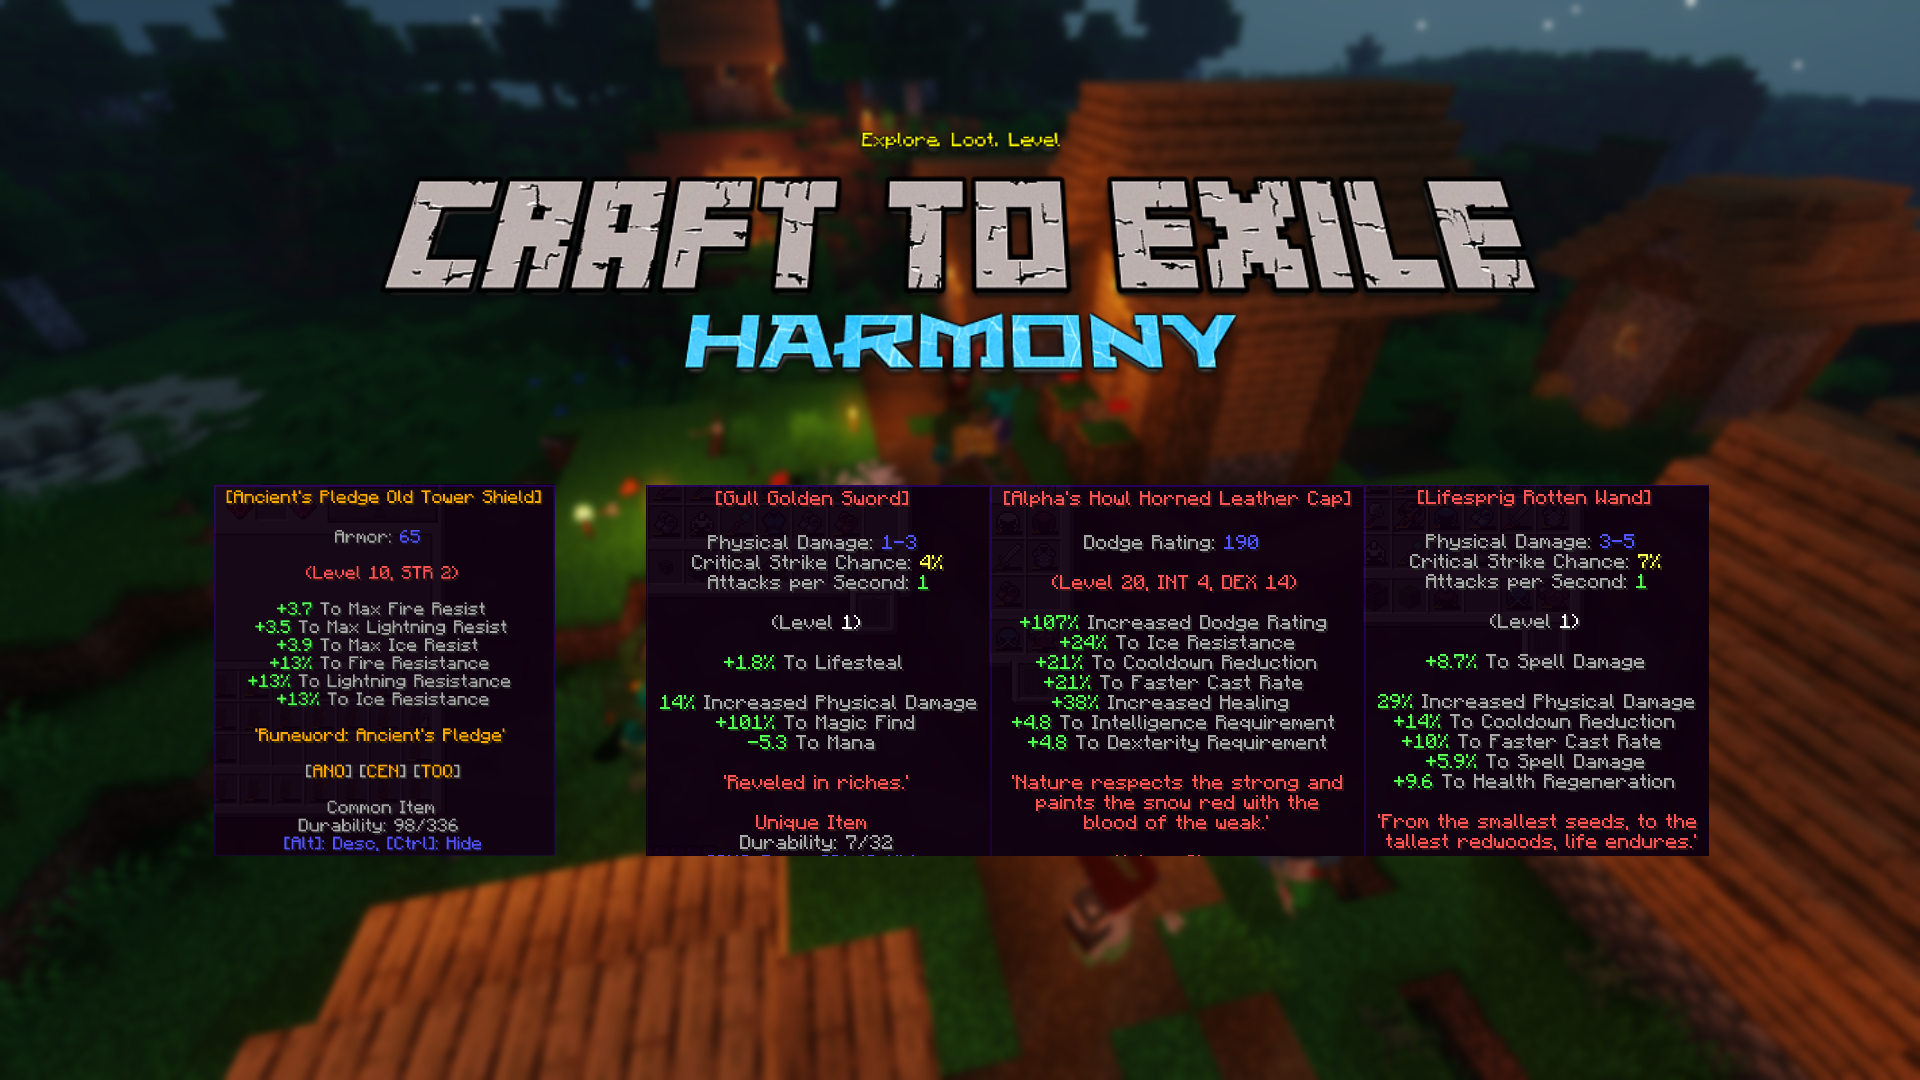 Explore. Loot. Level
CRAFT TO EXILE
HARMONY
[Ancient's Pledge Old Tower Shield]
Armor: 65
(Level 10, STR 2)
+3.7 To Max Fire Resist
+3.5 To Max Lightning Resist
+3.9 To Max Ice Resist
+13% To Fire Resistance
+13% To Lightning Resistance
+13% To Ice Resistance
'Runeword: Ancient's Pledge'
[ANO] [CEN] [TOQ]
Common Item
Durability: 98/336
[Alt]: Desc, [Ctrl]: Hide
[Gull Golden Sword]
Physical Damage: 1-3
Critical Strike Chance: 4%
Attacks per Second: 1
(Level 1)
+1.8% To Lifesteal
14% Increased Physical Damage
+101% To Magic Find
-5.3 To Mana
'Reveled in riches.'
Unique Item
Durability: 7/32
[Alpha's Howl Horned Leather Cap]
Dodge Rating: 190
(Level 20, INT 4, DEX 14)
+107% Increased Dodge Rating
+24% To Ice Resistance
+21% To Cooldown Reduction
+21% To Faster Cast Rate
+38% Increased Healing
+4.8 To Intelligence Requirement
+4.8 To Dexterity Requirement
'Nature respects the strong and
paints the snow red with the
blood of the weak.'
[Lifesprig Rotten Wand]
Physical Damage: 3-5
Critical Strike Chance: 7%
Attacks per Second: 1
(Level 1)
+8.7% To Spell Damage
29% Increased Physical Damage
+14% To Cooldown Reduction
+10% To Faster Cast Rate
+5.9% To Spell Damage
+9.6 To Health Regeneration
'From the smallest seeds, to the
tallest redwoods, life endures.'